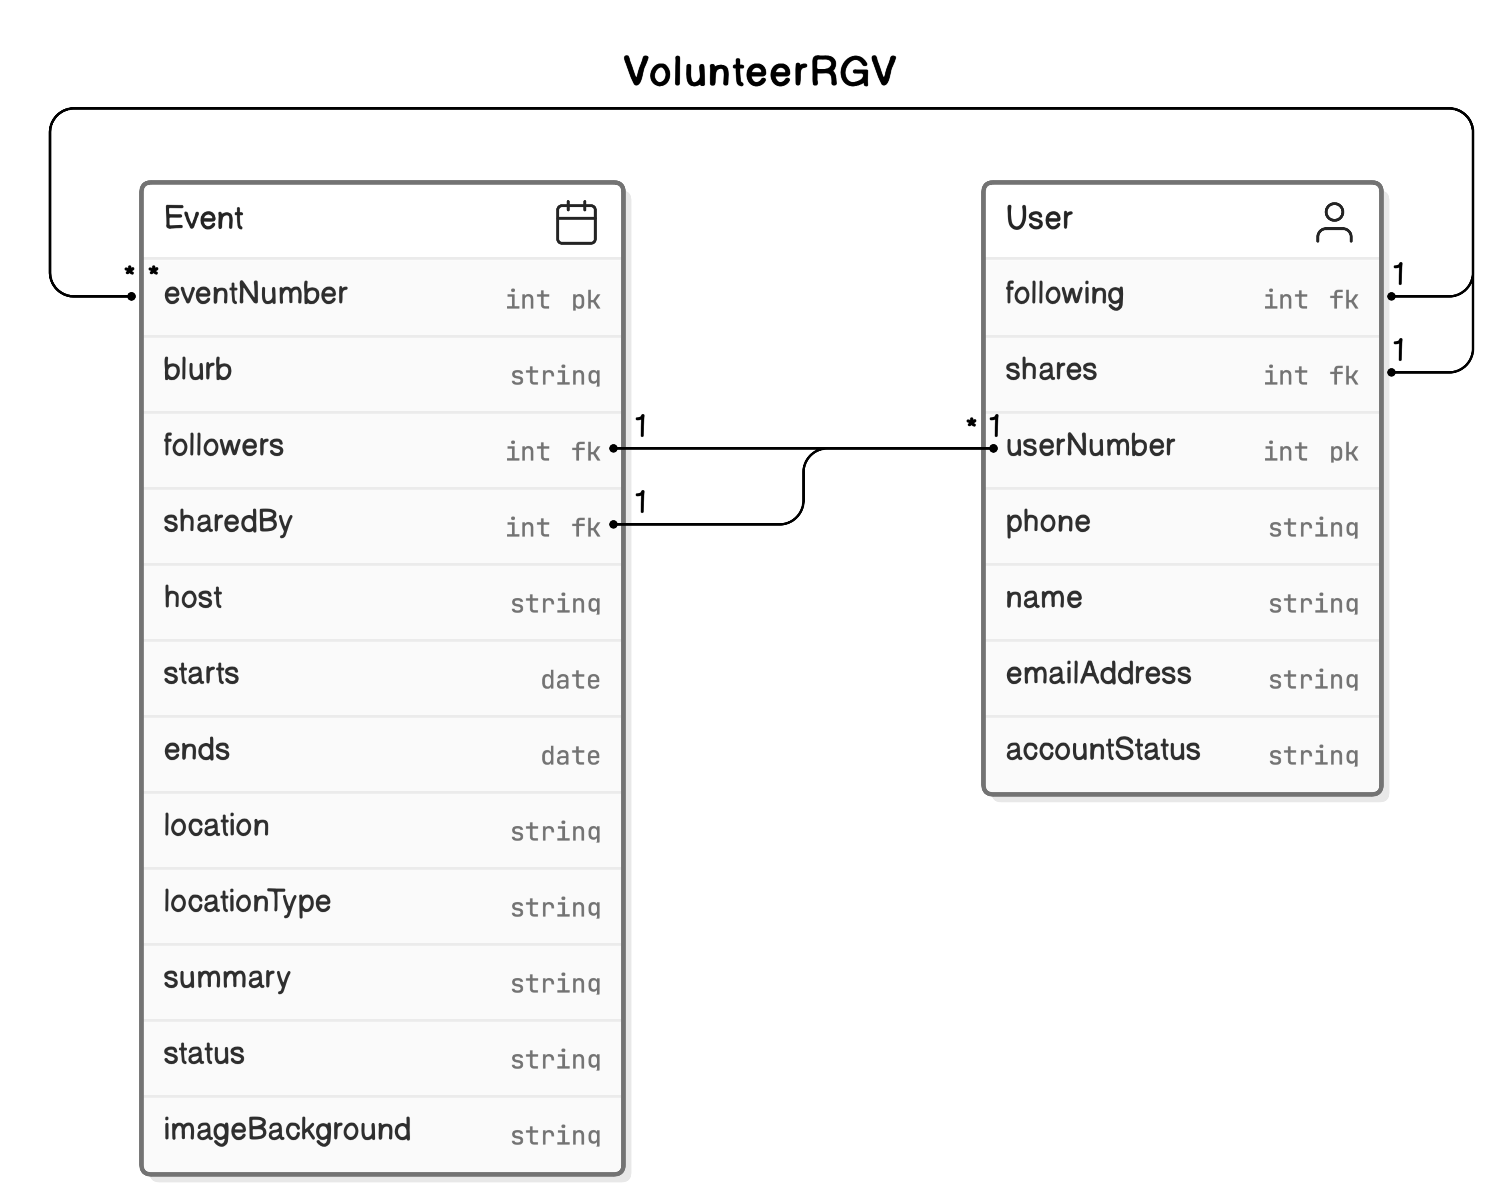 VolunteerRGV
Event
* *
eventNumber int pk
blurb string
followers int fk 1
sharedBy int fk 1
host string
starts date
ends date
location string
locationType string
summary string
status string
imageBackground string
User
following int fk 1
shares int fk 1
* 1
userNumber int pk
phone string
name string
emailAddress string
accountStatus string